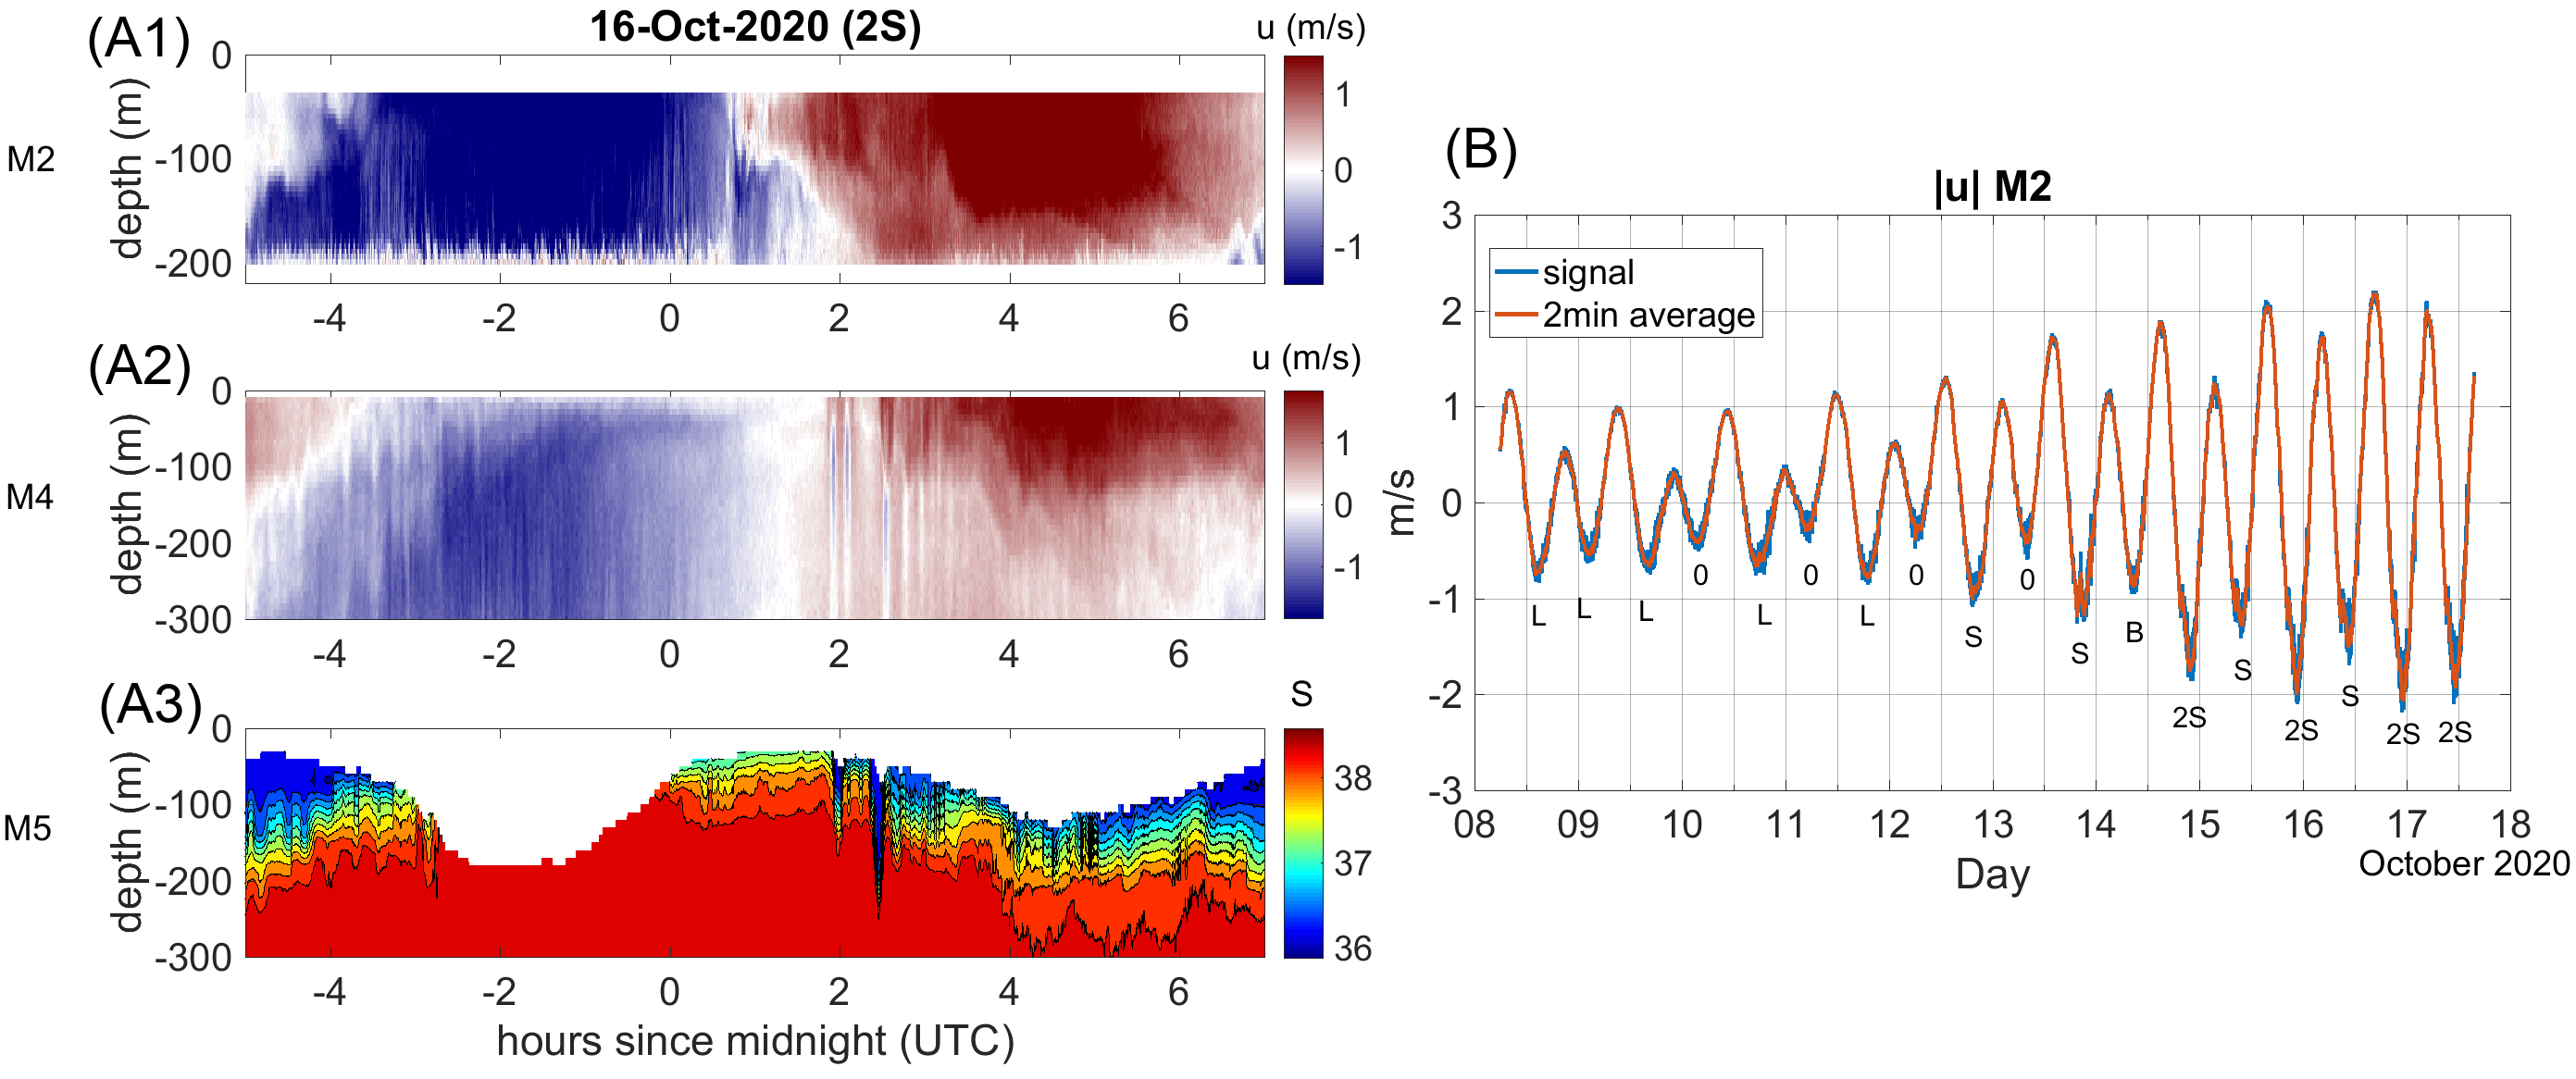 (A1)
16-Oct-2020 (2S)
u (m/s)
M2
depth (m)
0
-100
-200
-4
-2
0
2
4
6
1
0
-1
(A2)
u (m/s)
M4
depth (m)
0
-100
-200
-300
-4
-2
0
2
4
6
1
0
-1
(A3)
S
M5
depth (m)
0
-100
-200
-300
-4
-2
0
2
4
6
hours since midnight (UTC)
38
37
36
(B)
|u| M2
signal
2min average
m/s
3
2
1
0
-1
-2
-3
L
L
L
0
L
0
L
0
S
0
S
B
2S
S
2S
S
2S
2S
08
09
10
11
12
13
14
15
16
17
18
Day
October 2020